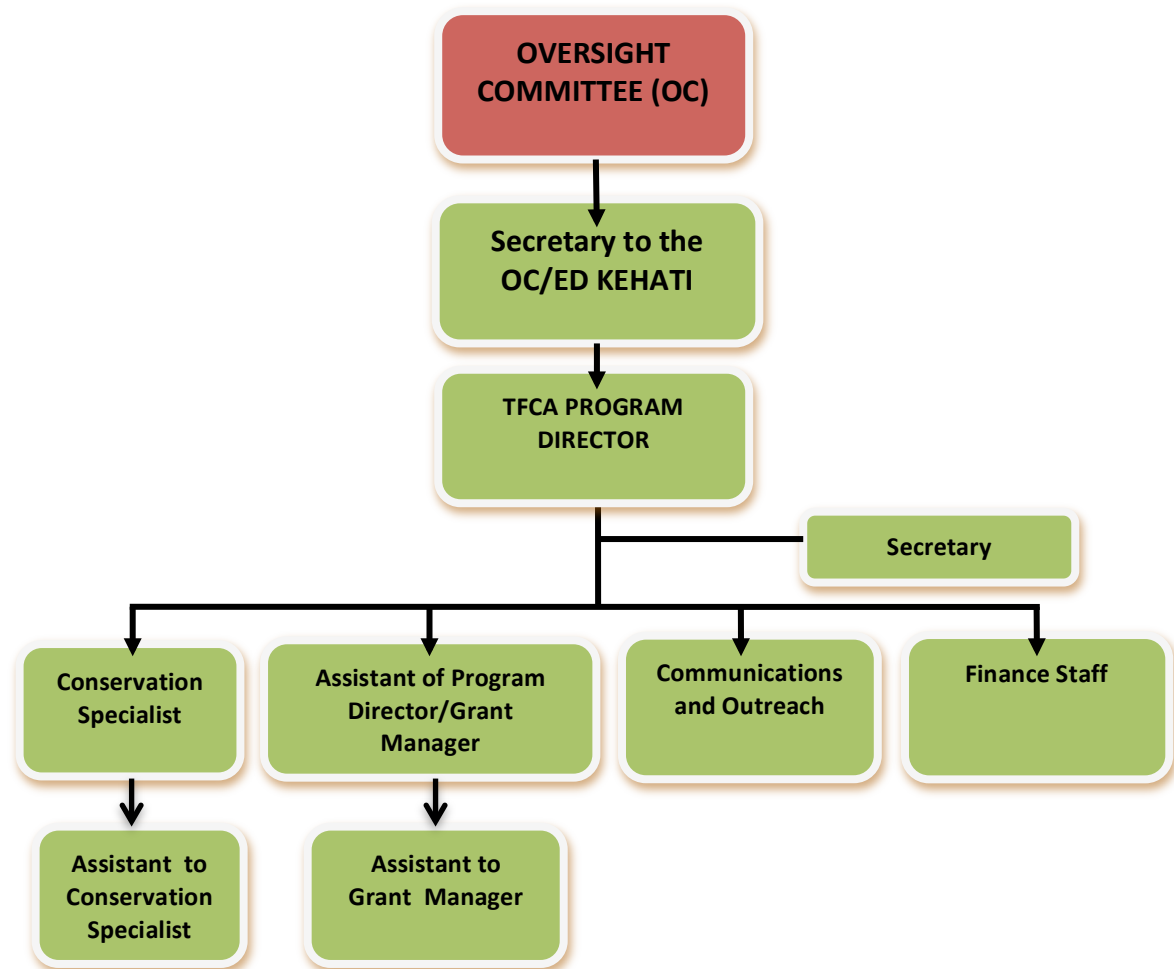 OVERSIGHT
COMMITTEE (OC)
Secretary to the
OC/ED KEHATI
TFCA PROGRAM
DIRECTOR
Secretary
Conservation
Specialist
Assistant of Program
Director/Grant
Manager
Communications
and Outreach
Finance Staff
Assistant to
Conservation
Specialist
Assistant to
Grant Manager